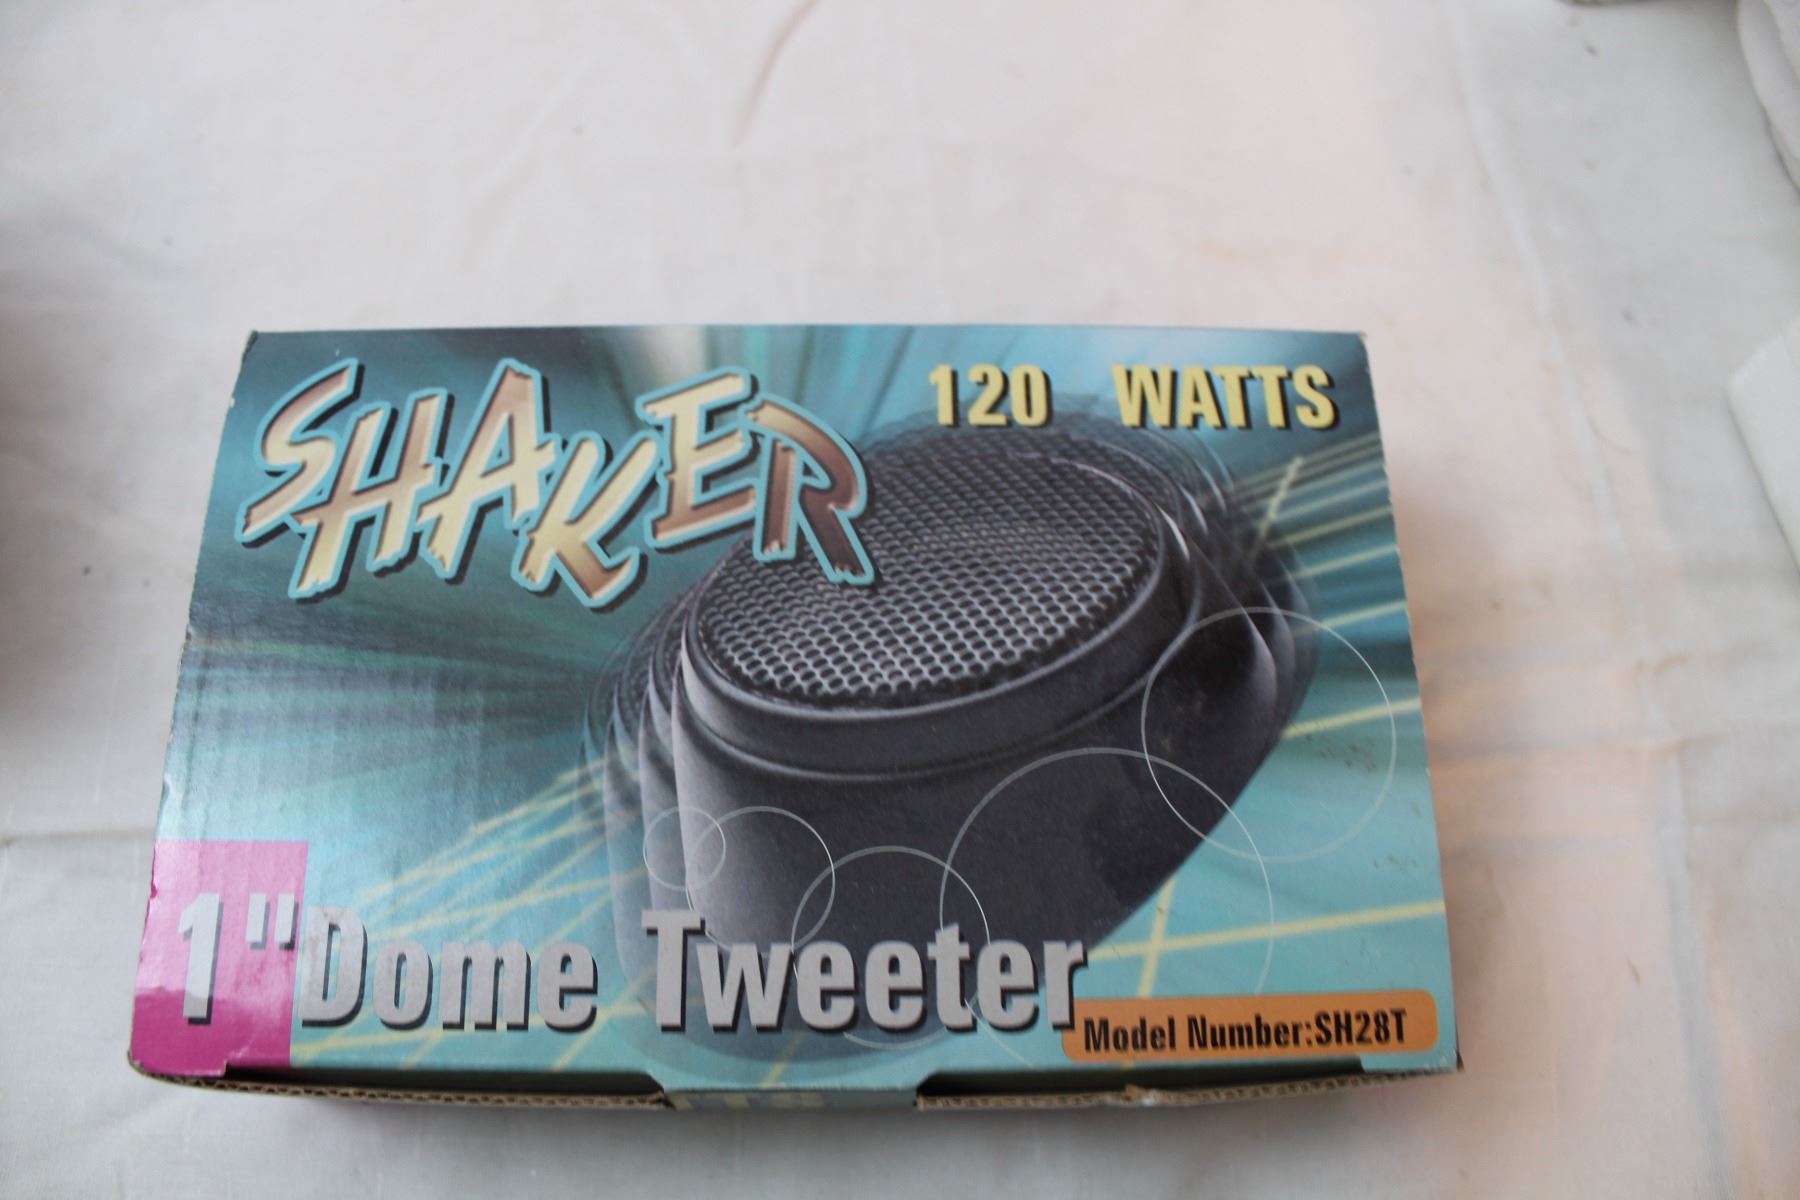 SHAKER
120 WATTS
1" Dome Tweeter
Model Number:SH28T